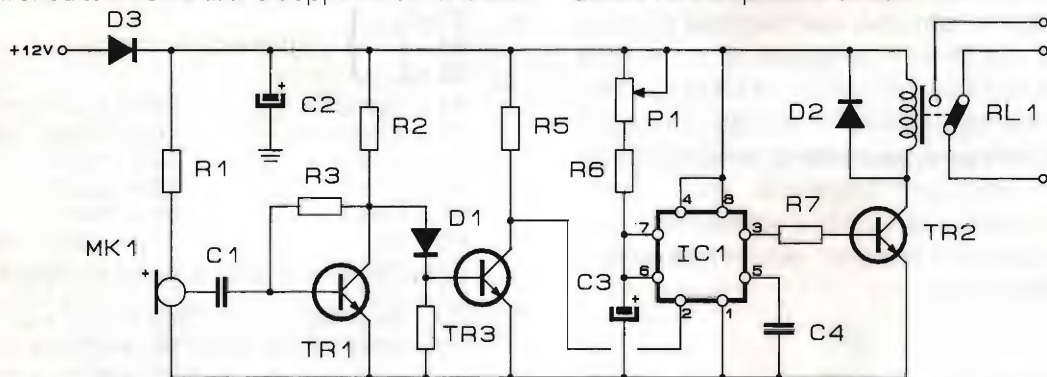 D3
+12V
C2
R2
R5
P1
D2
RL1
R1
R3
R6
4
8
R7
D1
7
3
MK1
+
C1
IC1
TR2
6
5
C3
+
2
1
TR1
TR3
C4